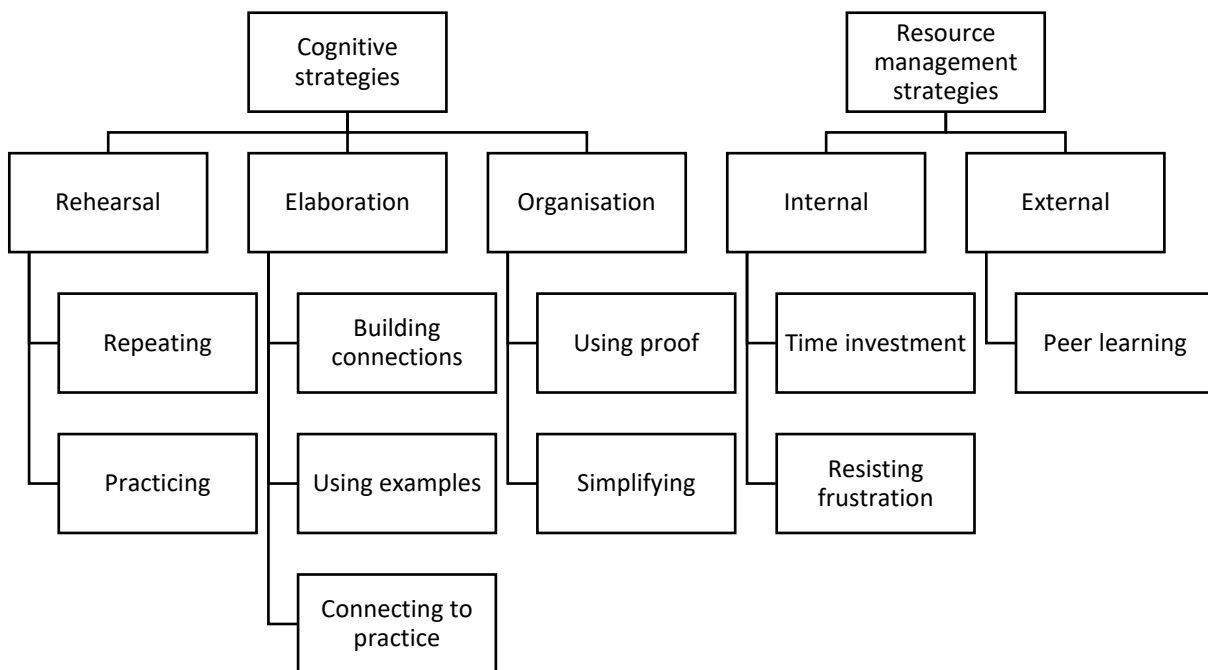 Cognitive
strategies
Resource
management
strategies
Rehearsal
Elaboration
Organisation
Internal
External
Repeating
Building
connections
Using proof
Time investment
Peer learning
Practicing
Using examples
Simplifying
Resisting
frustration
Connecting to
practice